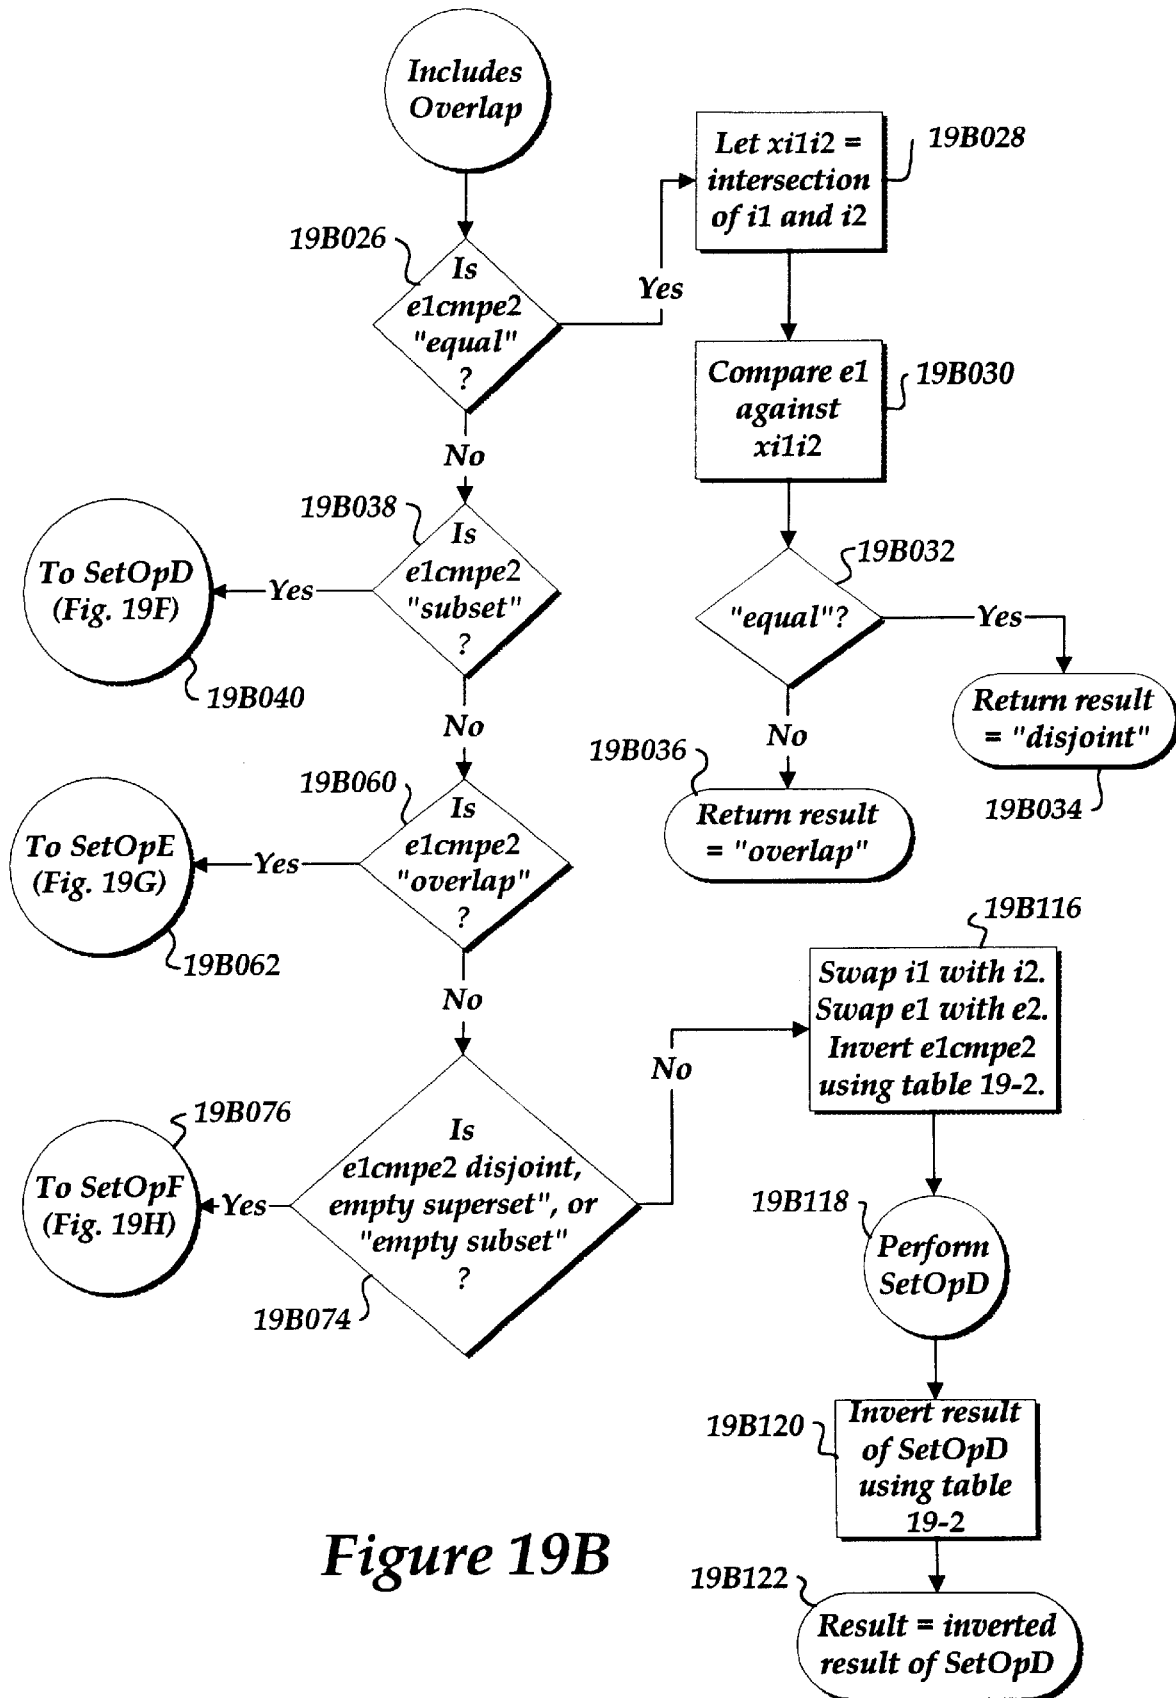 Includes
Overlap
19B026
Is
e1cmpe2
"equal"
?
Yes
Let xi1i2 =
intersection
of i1 and i2
19B028
Compare e1
against
xi1i2
19B030
No
19B038
Is
e1cmpe2
"subset"
?
Yes
To SetOpD
(Fig. 19F)
19B040
19B032
"equal"?
Yes
Return result
= "disjoint"
19B034
No
19B036
Return result
= "overlap"
No
19B060
Is
e1cmpe2
"overlap"
?
Yes
To SetOpE
(Fig. 19G)
19B062
No
19B116
Swap i1 with i2.
Swap e1 with e2.
Invert e1cmpe2
using table 19-2.
No
19B076
To SetOpF
(Fig. 19H)
Yes
Is
e1cmpe2 disjoint,
empty superset", or
"empty subset"
?
19B074
19B118
Perform
SetOpD
19B120
Invert result
of SetOpD
using table
19-2
19B122
Result = inverted
result of SetOpD
Figure 19B